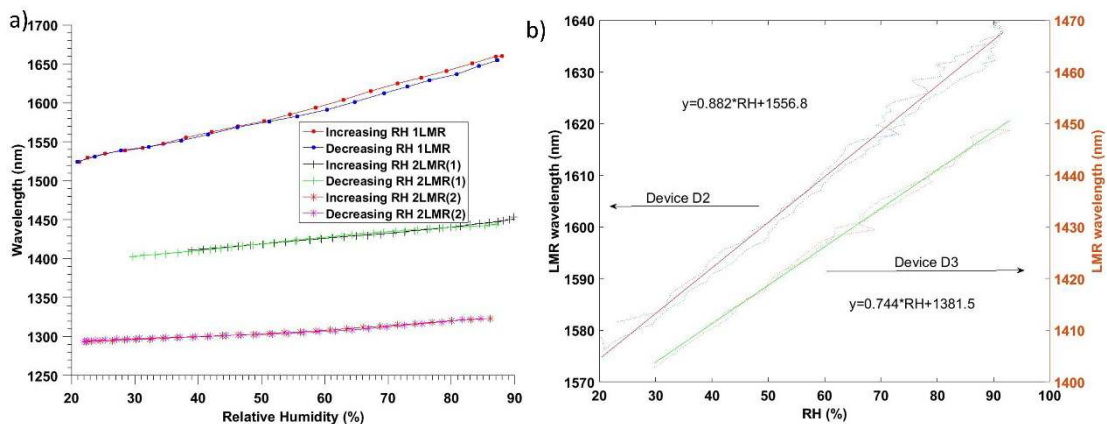 a)
1700
1650
1600
1550
1500
1450
1400
1350
1300
1250
Wavelength (nm)
Increasing RH 1LMR
Decreasing RH 1LMR
Increasing RH 2LMR(1)
Decreasing RH 2LMR(1)
Increasing RH 2LMR(2)
Decreasing RH 2LMR(2)
20 30 40 50 60 70 80 90
Relative Humidity (%)
b)
1640
1630
1620
1610
1600
1590
1580
1570
LMR wavelength (nm)
y=0.882*RH+1556.8
Device D2
Device D3
y=0.744*RH+1381.5
1470
1460
1450
1440
1430
1420
1410
1400
LMR wavelength (nm)
20 30 40 50 60 70 80 90 100
RH (%)